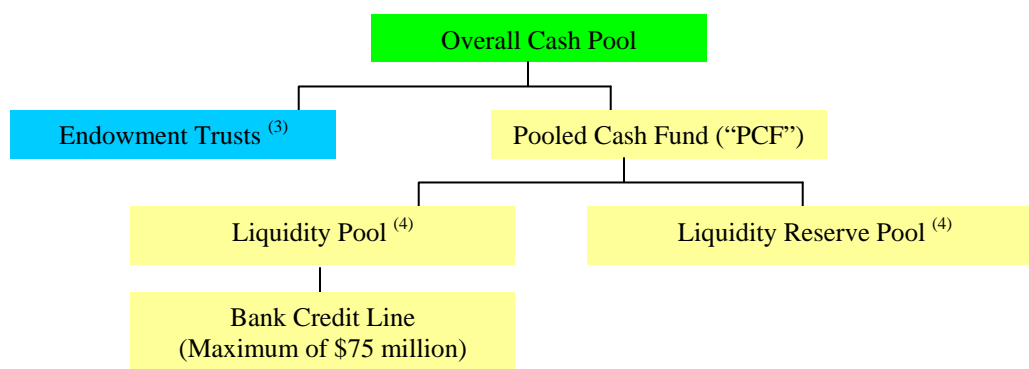 Overall Cash Pool
Endowment Trusts (3)
Pooled Cash Fund (“PCF”)
Liquidity Pool (4)
Liquidity Reserve Pool (4)
Bank Credit Line
(Maximum of $75 million)